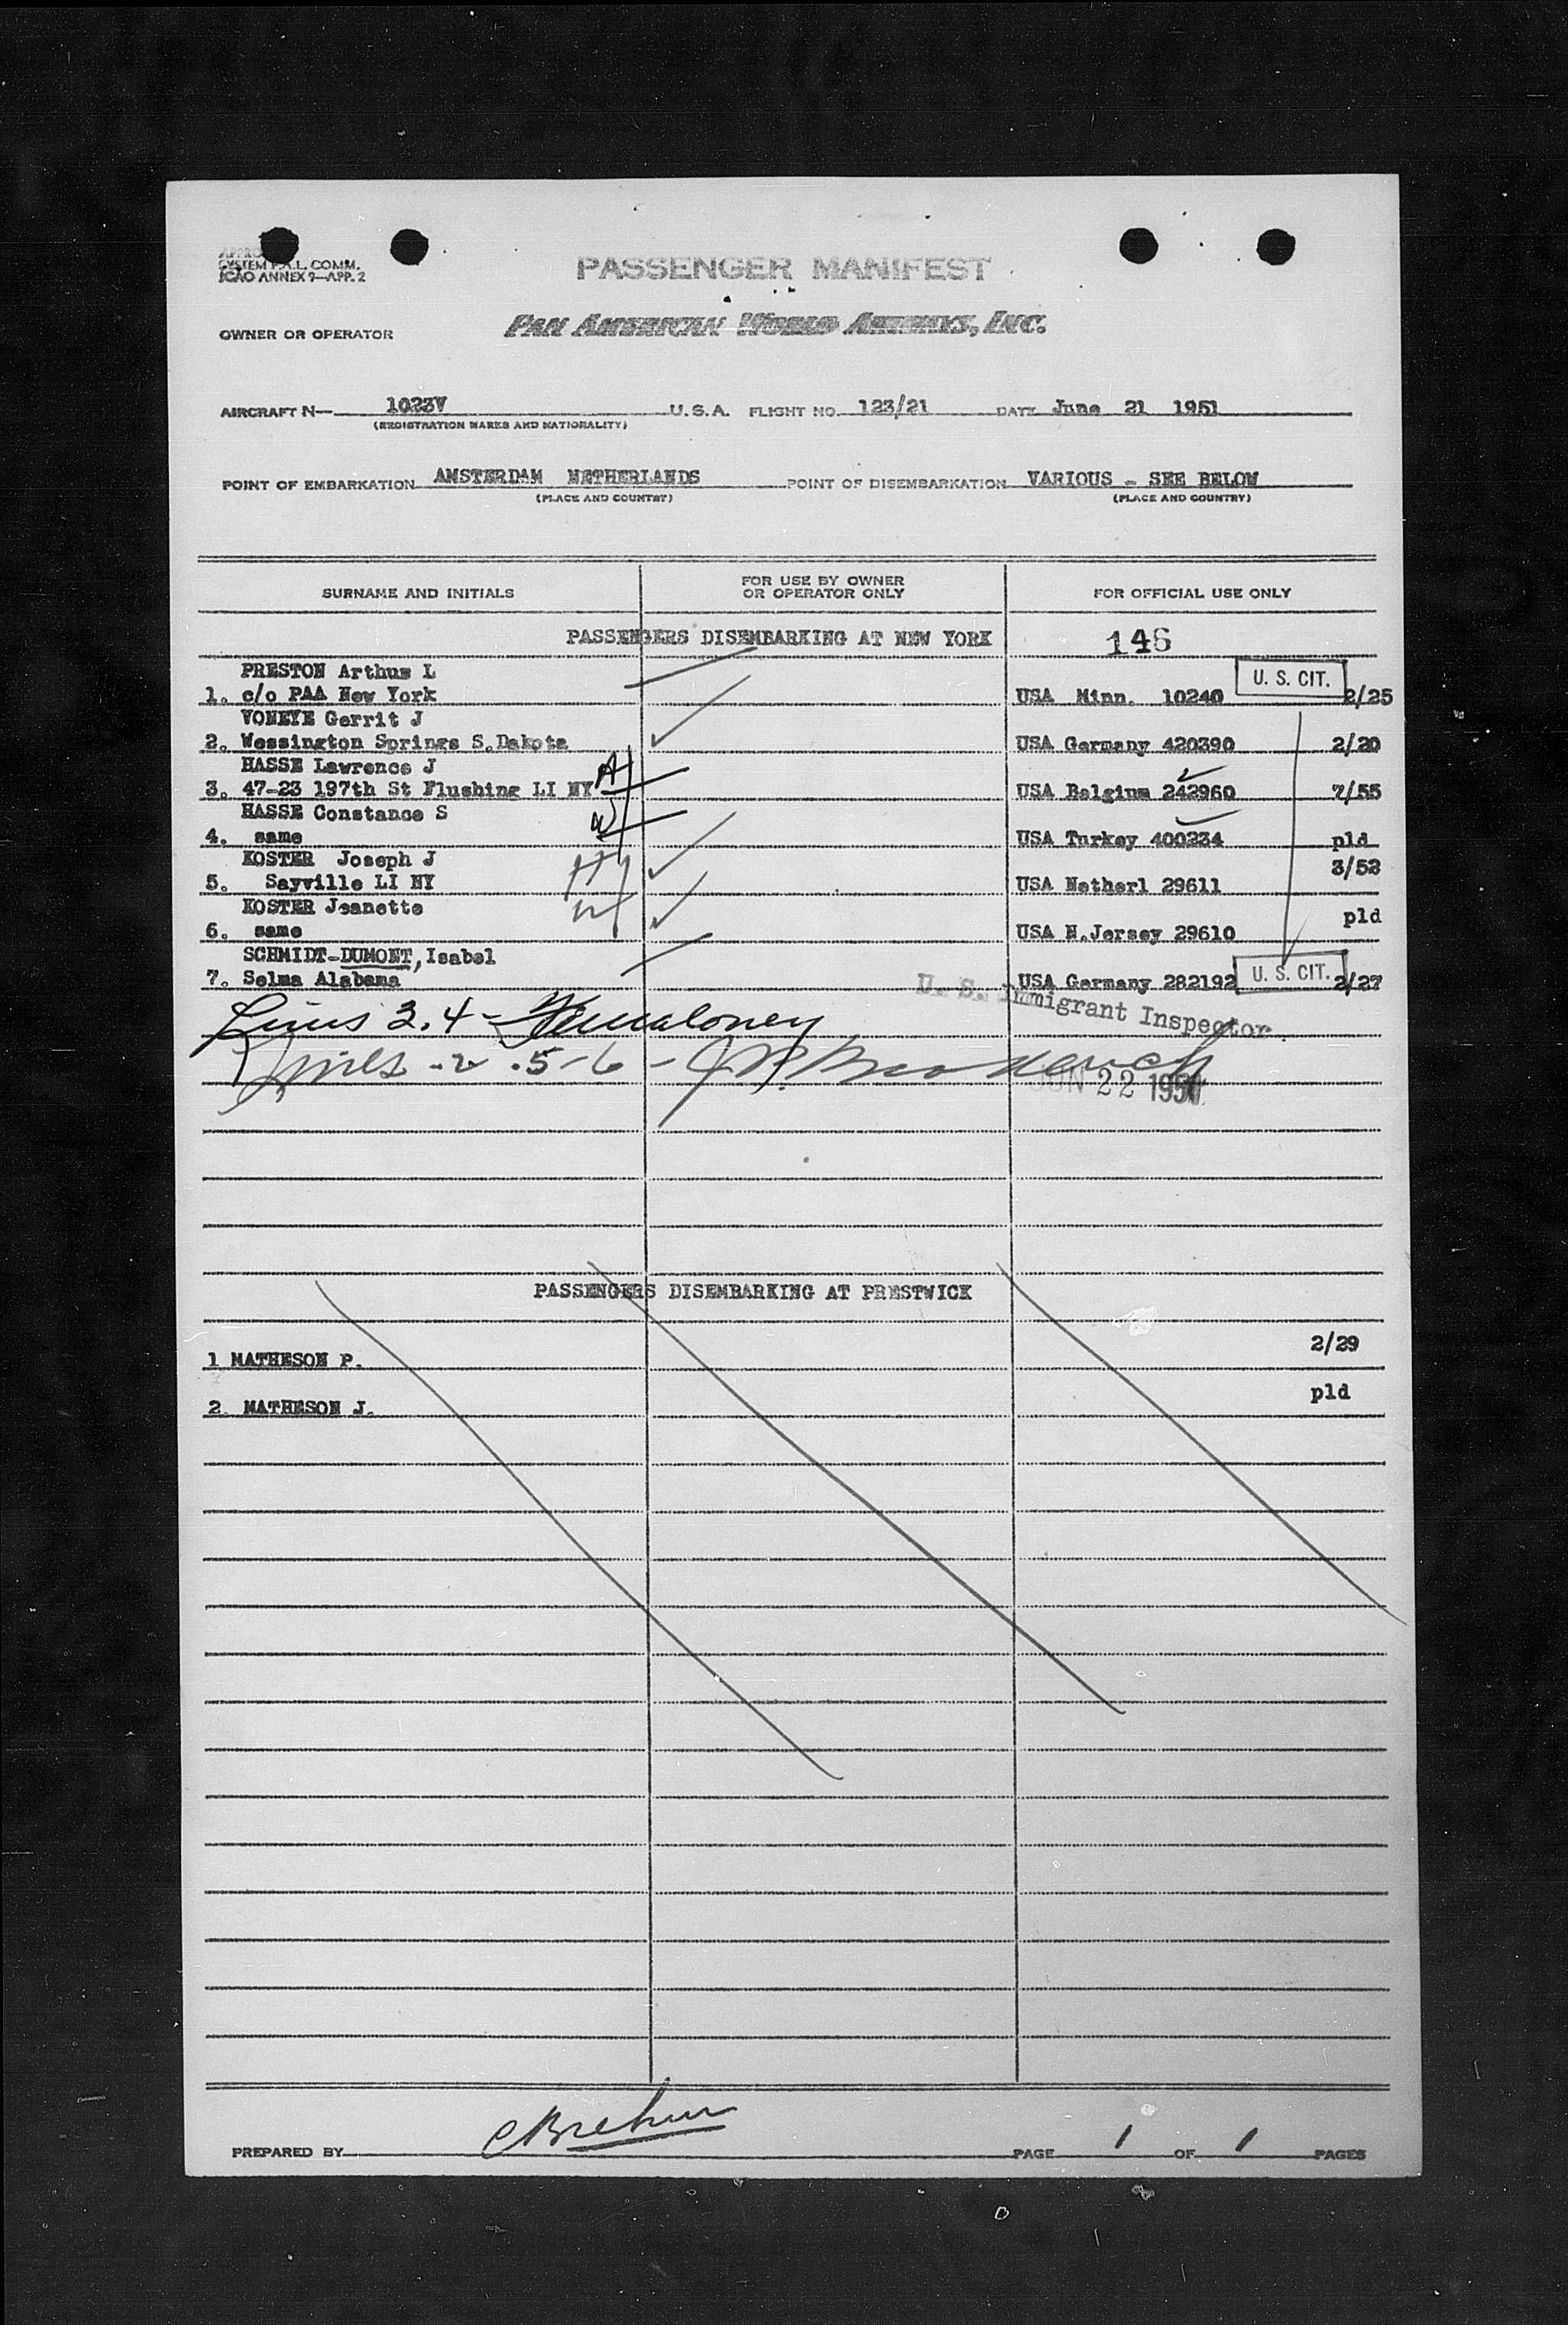 SYSTEM P.A.L. COMM.
ICAO ANNEX 9—APP. 2
PASSENGER MANIFEST
OWNER OR OPERATOR PAN AMERICAN WORLD AIRWAYS, INC.
AIRCRAFT N— 1023V U.S.A. FLIGHT NO. 123/21 DATE June 21 1951
(REGISTRATION MARKS AND NATIONALITY)
POINT OF EMBARKATION AMSTERDAM NETHERLANDS POINT OF DISEMBARKATION VARIOUS - SEE BELOW
(PLACE AND COUNTRY) (PLACE AND COUNTRY)
SURNAME AND INITIALS FOR USE BY OWNER OR OPERATOR ONLY FOR OFFICIAL USE ONLY
PASSENGERS DISEMBARKING AT NEW YORK 146
PRESTON Arthus L U. S. CIT.
1. c/o PAA New York USA Minn. 10240 2/25
VONEYE Gerrit J
2. Wessington Springs S.Dakota USA Germany 420390 2/20
HASSE Lawrence J
3. 47-23 197th St Flushing LI NY USA Belgium 242960 7/55
HASSE Constance S
4. same USA Turkey 400234 pld
KOSTER Joseph J 3/52
5. Sayville LI NY USA Netherl 29611
KOSTER Jeanette pld
6. same USA N.Jersey 29610
SCHMIDT-DUMONT, Isabel
7. Selma Alabama USA Germany 282192 U. S. CIT. 2/27
U. S. Immigrant Inspector
Lines 3.4 - Maloney
Lines - 2 . 5 - 6 -
JUN 22 1951
PASSENGERS DISEMBARKING AT PRESTWICK
1 MATHESON P. 2/29
2. MATHESON J. pld
PREPARED BY CBrehm PAGE 1 OF 1 PAGES